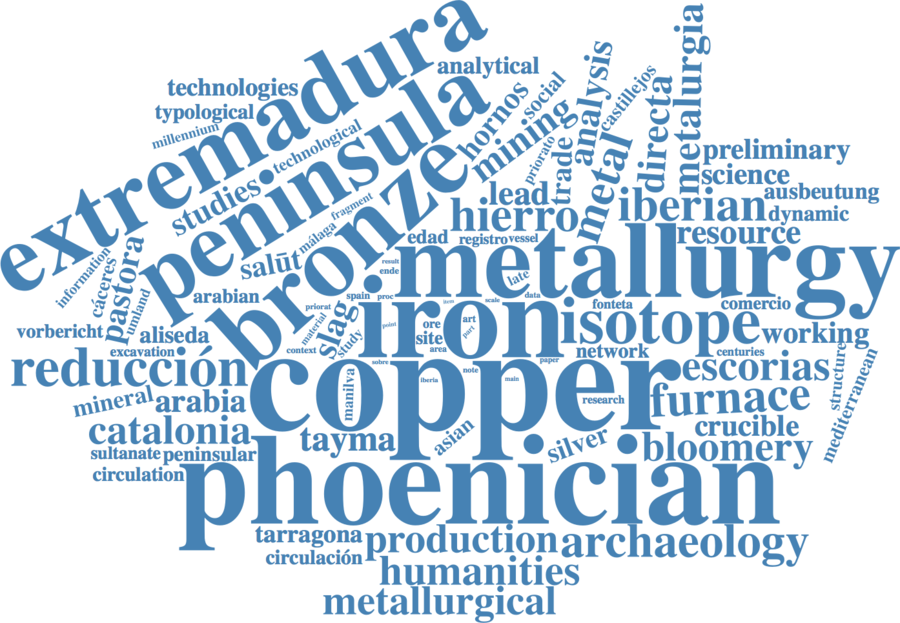 extremadura
technologies
analytical
typological
millennium
technological
peninsula
studies
hornos
social
mining
analysis
castillejos
metalurgia
directa
metal
trade
priorato
preliminary
science
ausbeutung
dynamic
resource
iberian
lead
hierro
bronze
fragment
málaga
salūt
edad
registro
vessel
result
ende
late
metallurgy
information
cáceres
pastora
umland
arabian
vorbericht
aliseda
excavation
priorat
spain
proc
item
scale
data
fonteta
comercio
material
slag
study
context
point
iron
ore
site
area
art
part
isotope
working
network
centuries
paper
structure
mediterranean
reducción
mineral
arabia
sobre
note
copper
iberia
main
manilva
research
escorias
furnace
crucible
bloomery
catalonia
tayma
asian
silver
sultanate
peninsular
circulation
phoenician
tarragona
circulación
production
archaeology
humanities
metallurgical